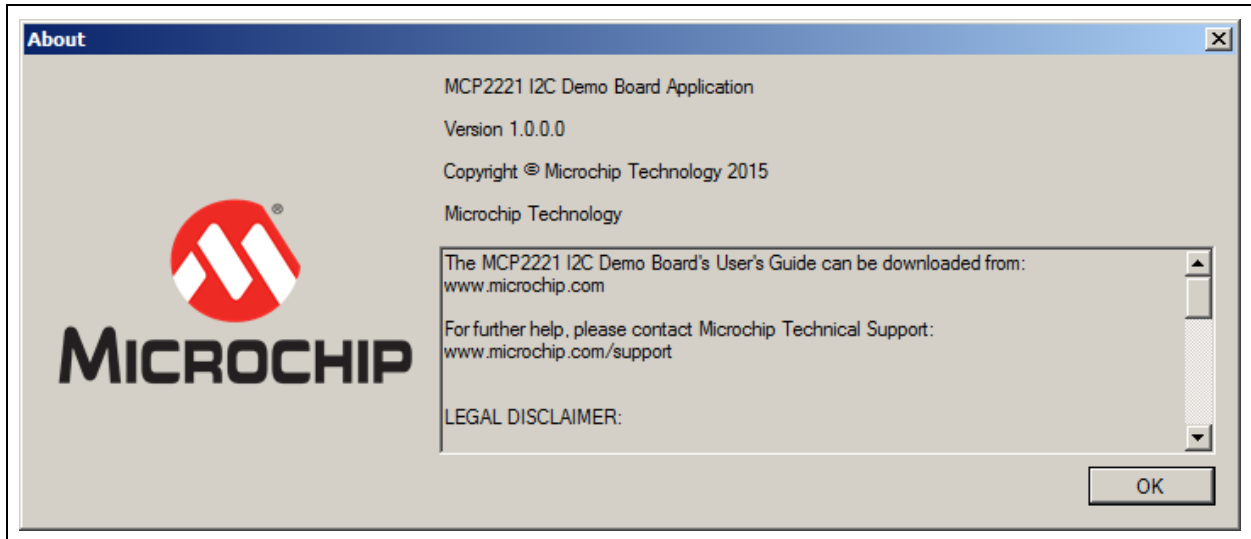 About
MCP2221 I2C Demo Board Application
Version 1.0.0.0
Copyright © Microchip Technology 2015
Microchip Technology
®
MICROCHIP
The MCP2221 I2C Demo Board's User's Guide can be downloaded from:
www.microchip.com
For further help, please contact Microchip Technical Support:
www.microchip.com/support
LEGAL DISCLAIMER:
OK